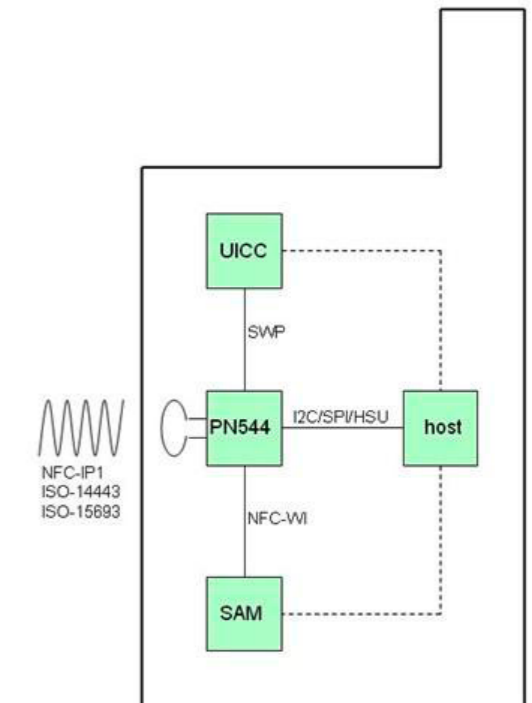 UICC
SWP
PN544
I2C/SPI/HSU
host
NFC-IP1
ISO-14443
ISO-15693
NFC-WI
SAM